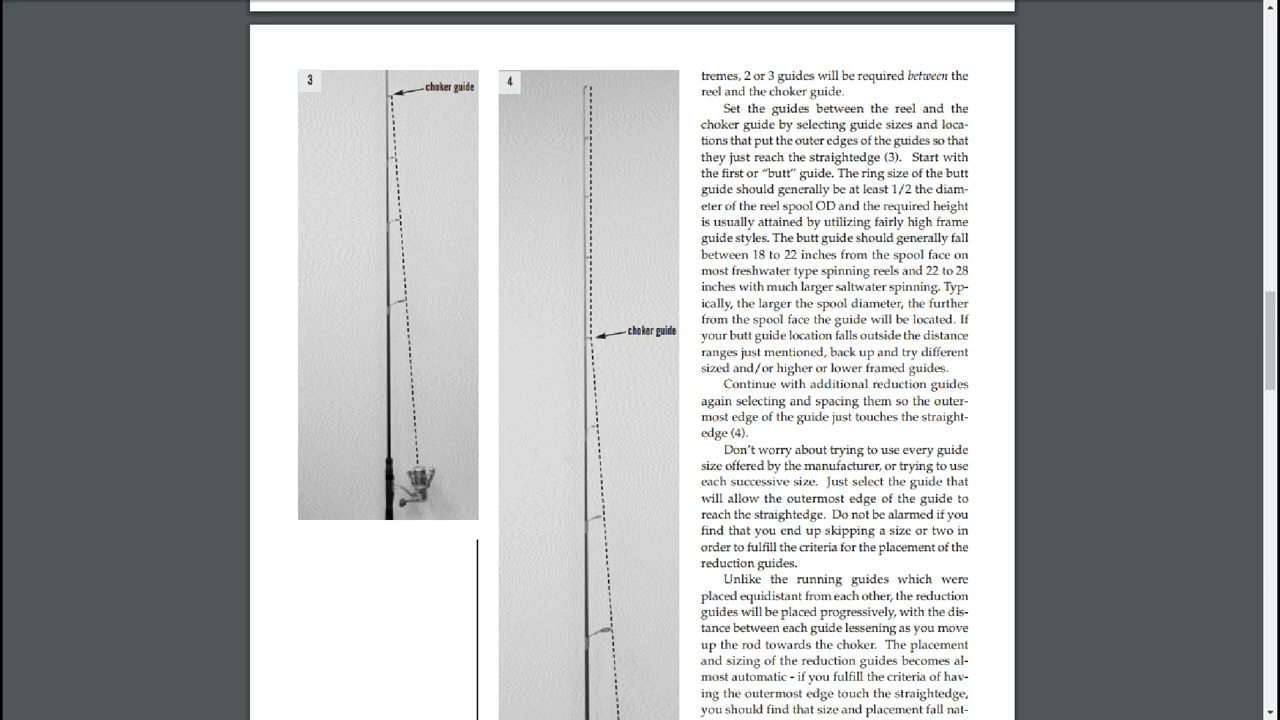 3
choker guide
4
choker guide
tremes, 2 or 3 guides will be required between the
reel and the choker guide.
Set the guides between the reel and the
choker guide by selecting guide sizes and loca-
tions that put the outer edges of the guides so that
they just reach the straightedge (3).  Start with
the first or “butt” guide. The ring size of the butt
guide should generally be at least 1/2 the diam-
eter of the reel spool OD and the required height
is usually attained by utilizing fairly high frame
guide styles. The butt guide should generally fall
between 18 to 22 inches from the spool face on
most freshwater type spinning reels and 22 to 28
inches with much larger saltwater spinning. Typ-
ically, the larger the spool diameter, the further
from the spool face the guide will be located. If
your butt guide location falls outside the distance
ranges just mentioned, back up and try different
sized and/or higher or lower framed guides.
Continue with additional reduction guides
again selecting and spacing them so the outer-
most edge of the guide just touches the straight-
edge (4).
Don’t worry about trying to use every guide
size offered by the manufacturer, or trying to use
each successive size.  Just select the guide that
will allow the outermost edge of the guide to
reach the straightedge.  Do not be alarmed if you
find that you end up skipping a size or two in
order to fulfill the criteria for the placement of the
reduction guides.
Unlike the running guides which were
placed equidistant from each other, the reduction
guides will be placed progressively, with the dis-
tance between each guide lessening as you move
up the rod towards the choker.  The placement
and sizing of the reduction guides becomes al-
most automatic - if you fulfill the criteria of hav-
ing the outermost edge touch the straightedge,
you should find that size and placement fall nat-